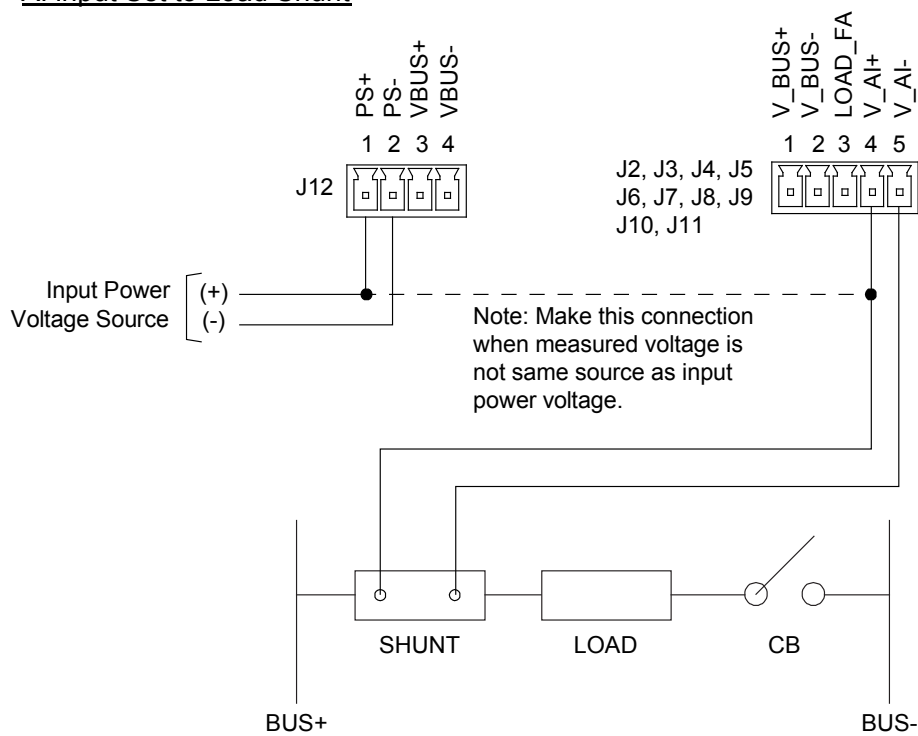 AI Input Set to Load Shunt
PS+
PS-
VBUS+
VBUS-
1 2 3 4
J12
V_BUS+
V_BUS-
LOAD_FA
V_AI+
V_AI-
1 2 3 4 5
J2, J3, J4, J5
J6, J7, J8, J9
J10, J11
Input Power (+)
Voltage Source (-)
Note: Make this connection
when measured voltage is
not same source as input
power voltage.
SHUNT LOAD CB
BUS+ BUS-